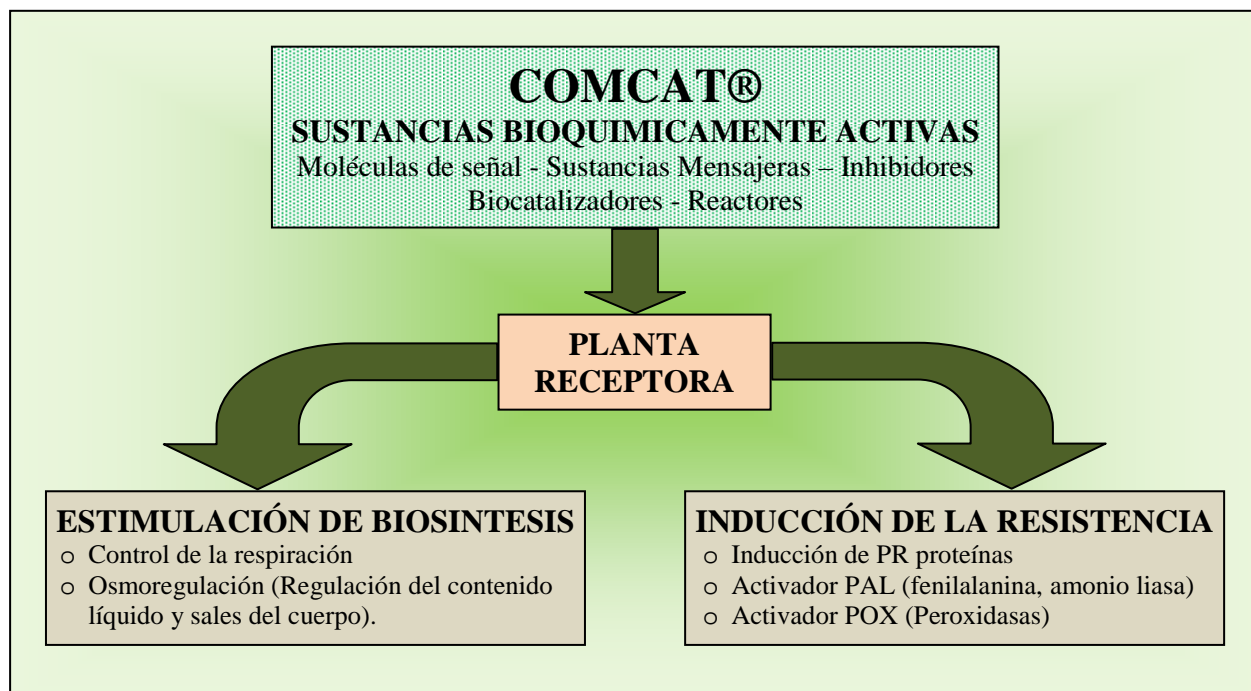 COMCAT®
SUSTANCIAS BIOQUIMICAMENTE ACTIVAS
Moléculas de señal - Sustancias Mensajeras – Inhibidores
Biocatalizadores - Reactores
PLANTA
RECEPTORA
ESTIMULACIÓN DE BIOSINTESIS
o Control de la respiración
o Osmoregulación (Regulación del contenido
líquido y sales del cuerpo).
INDUCCIÓN DE LA RESISTENCIA
o Inducción de PR proteínas
o Activador PAL (fenilalanina, amonio liasa)
o Activador POX (Peroxidasas)